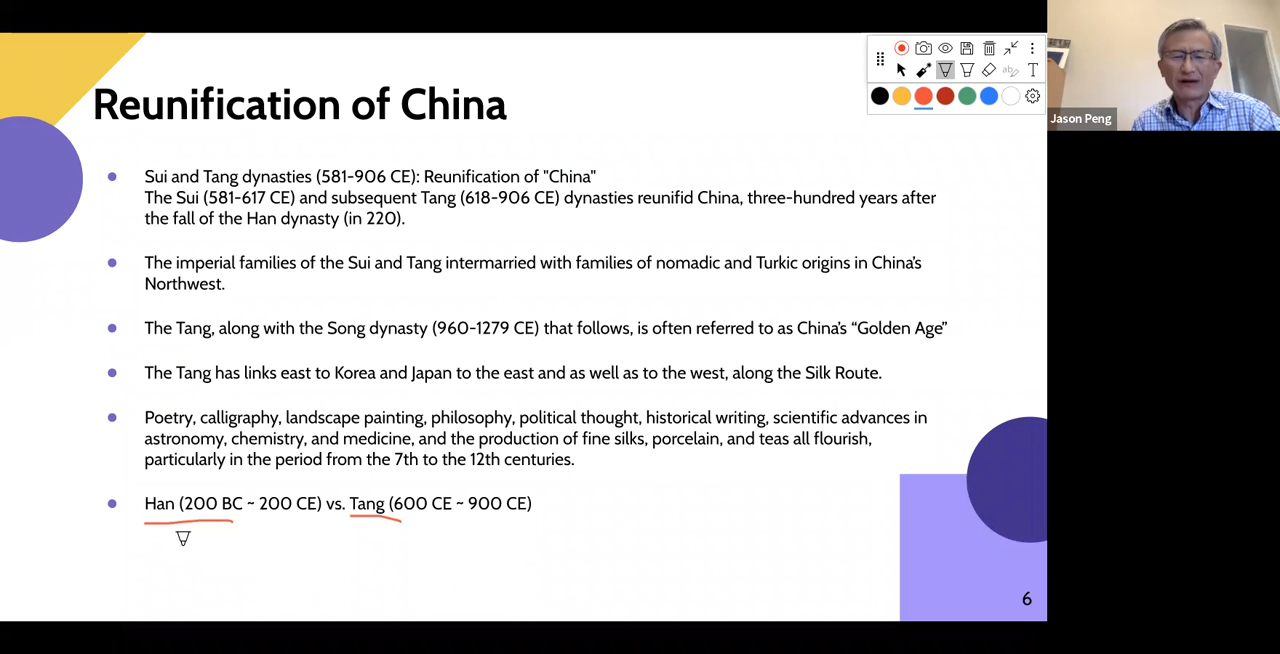 Reunification of China
Sui and Tang dynasties (581-906 CE): Reunification of "China"
The Sui (581-617 CE) and subsequent Tang (618-906 CE) dynasties reunifid China, three-hundred years after
the fall of the Han dynasty (in 220).
The imperial families of the Sui and Tang intermarried with families of nomadic and Turkic origins in China's
Northwest.
The Tang, along with the Song dynasty (960-1279 CE) that follows, is often referred to as China's “Golden Age”
The Tang has links east to Korea and Japan to the east and as well as to the west, along the Silk Route.
Poetry, calligraphy, landscape painting, philosophy, political thought, historical writing, scientific advances in
astronomy, chemistry, and medicine, and the production of fine silks, porcelain, and teas all flourish,
particularly in the period from the 7th to the 12th centuries.
Han (200 BC ~ 200 CE) vs. Tang (600 CE ~ 900 CE)
6
ab
T
Jason Peng